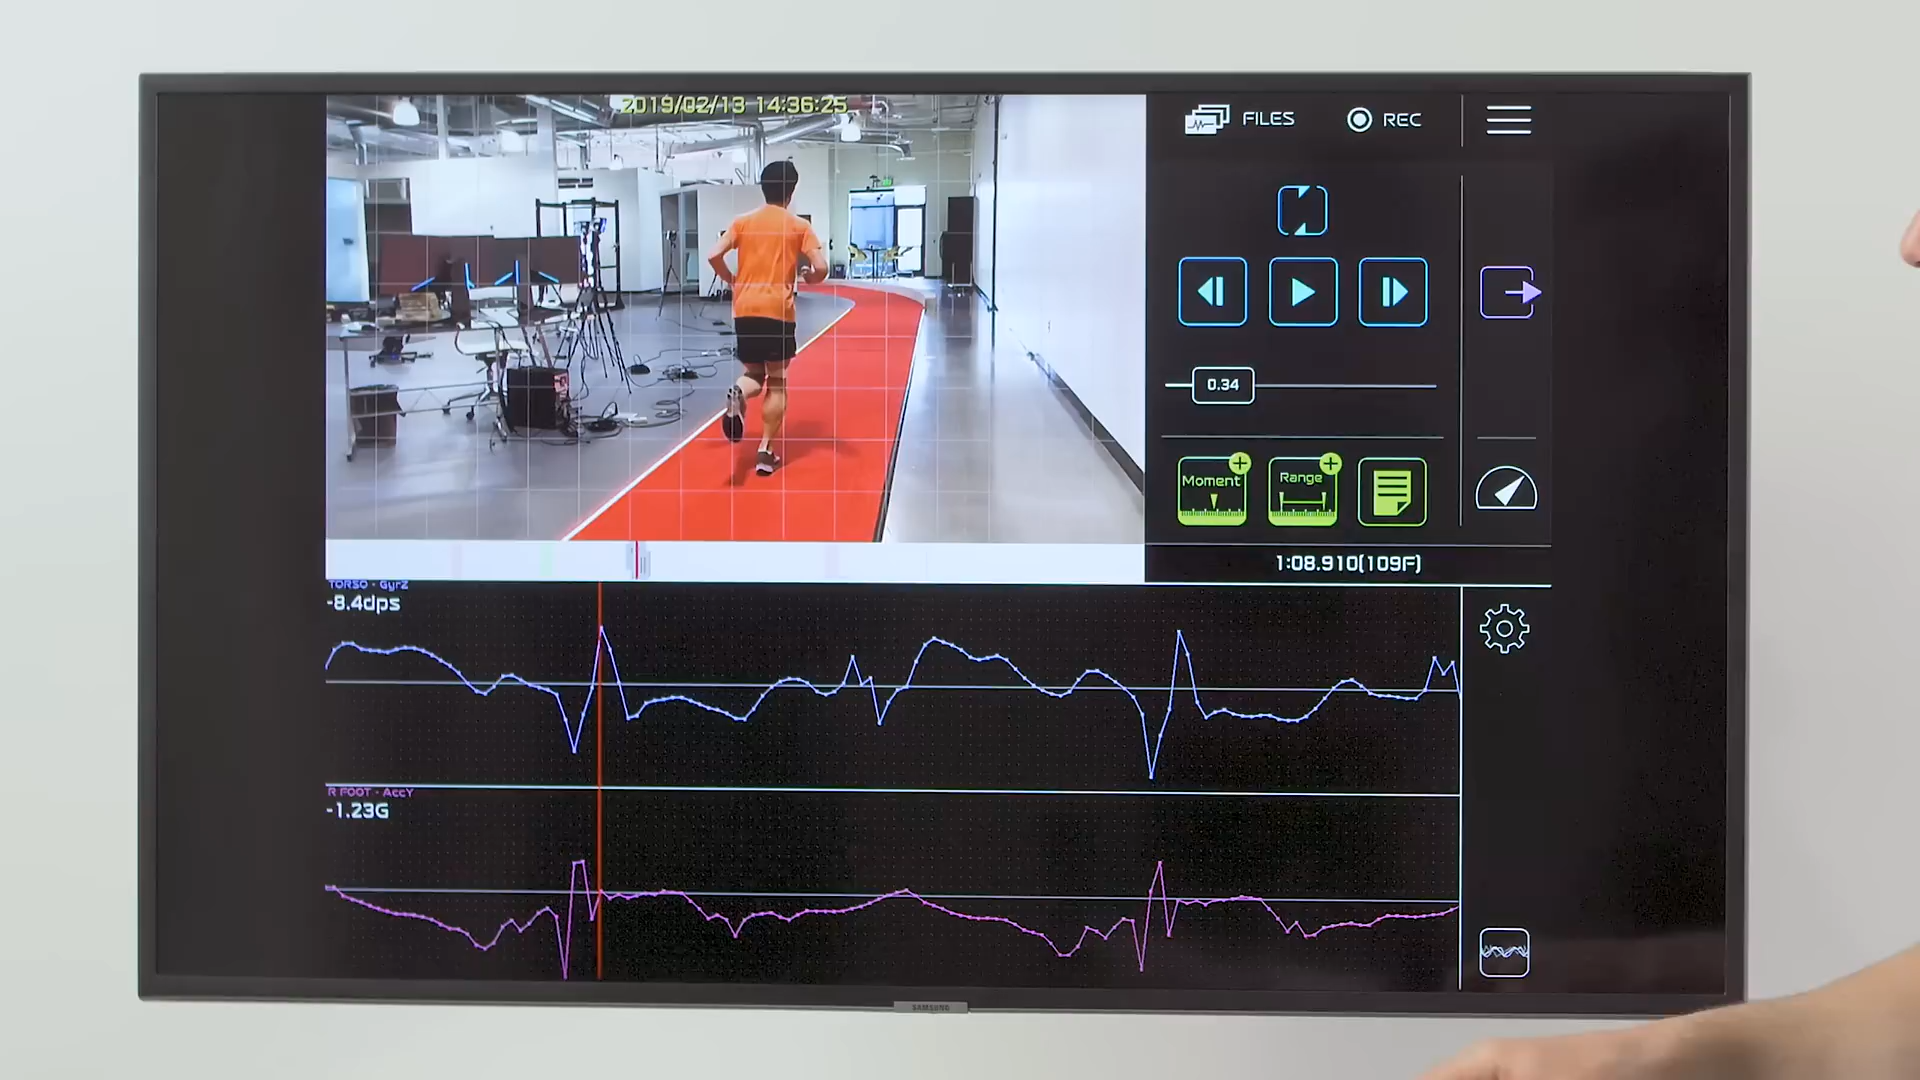 2019/02/13 14:36:25
FILES
REC
0.34
Moment
Range
1:08.910(109F)
TORSO - GyrZ
-8.4dps
R FOOT - AccY
-1.23G
SAMSUNG